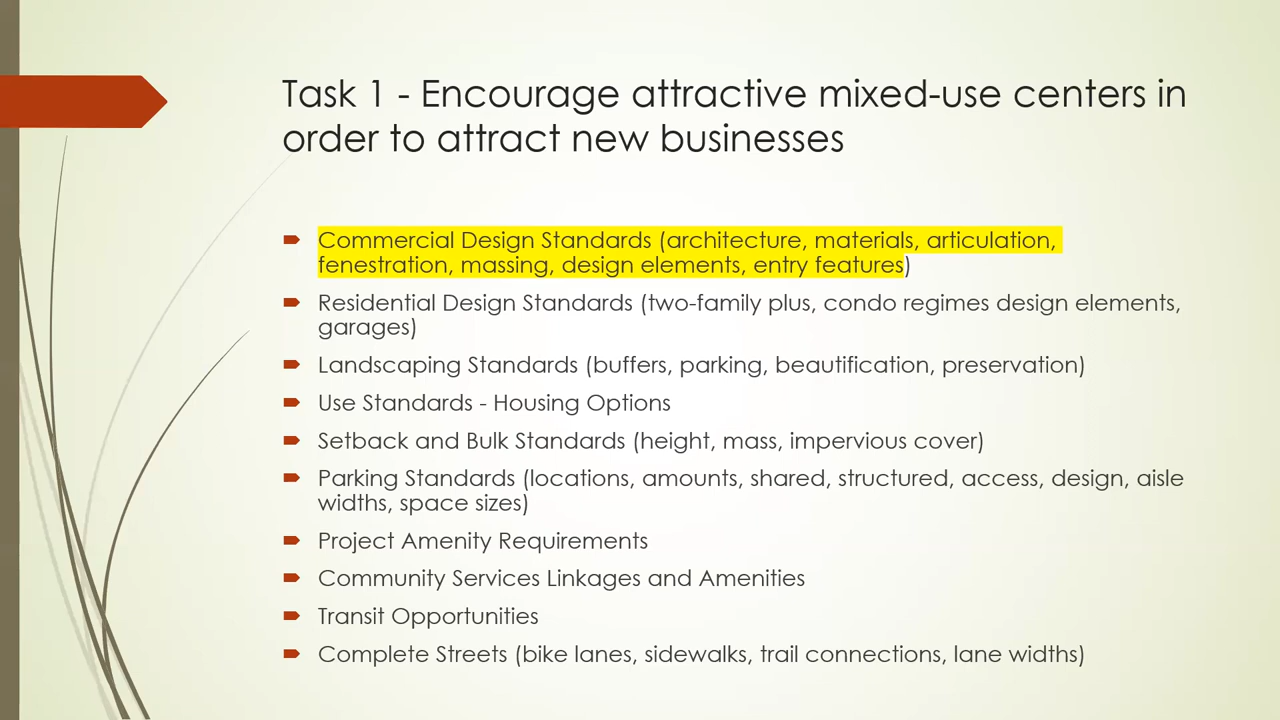 Task 1 - Encourage attractive mixed-use centers in
order to attract new businesses
Commercial Design Standards (architecture, materials, articulation,
fenestration, massing, design elements, entry features)
Residential Design Standards (two-family plus, condo regimes design elements,
garages)
Landscaping Standards (buffers, parking, beautification, preservation)
Use Standards - Housing Options
Setback and Bulk Standards (height, mass, impervious cover)
Parking Standards (locations, amounts, shared, structured, access, design, aisle
widths, space sizes)
Project Amenity Requirements
Community Services Linkages and Amenities
Transit Opportunities
Complete Streets (bike lanes, sidewalks, trail connections, lane widths)